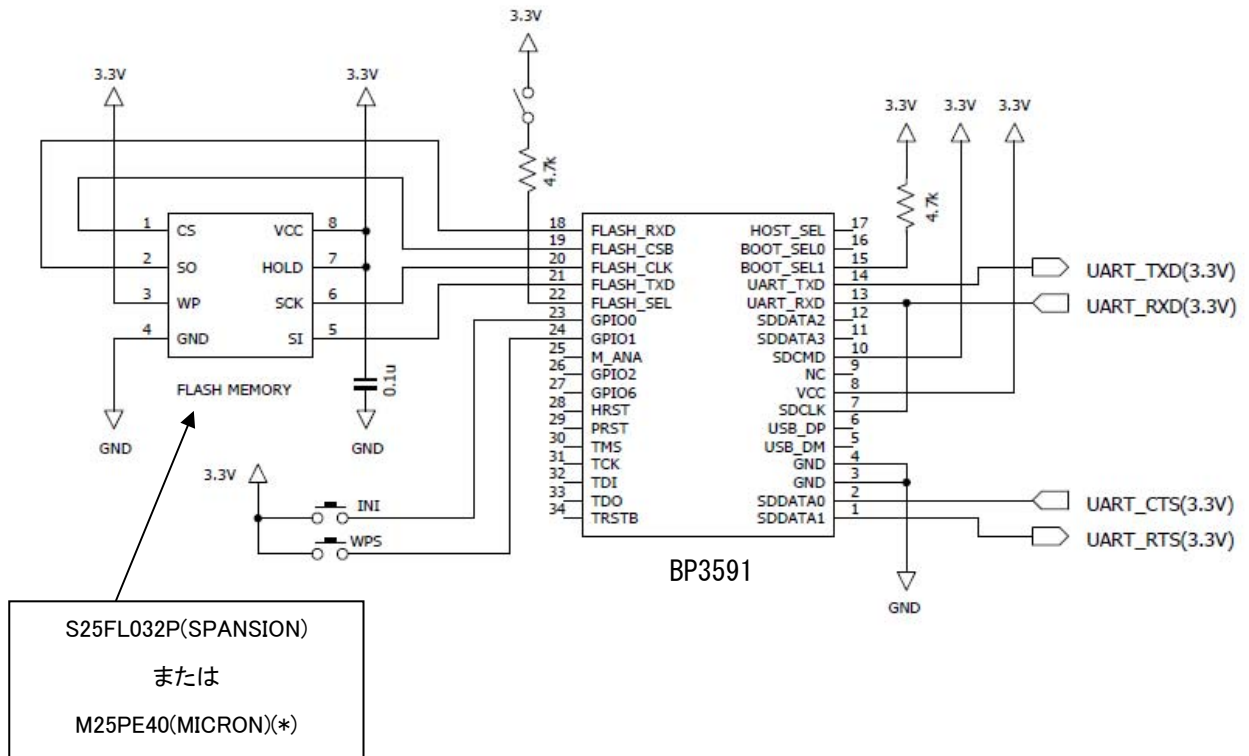 3.3V
3.3V
3.3V
3.3V
3.3V
3.3V
4.7k
4.7k
1 CS VCC 8
2 SO HOLD 7
3 WP SCK 6
4 GND SI 5
FLASH MEMORY
0.1u
GND
GND
18 FLASH_RXD HOST_SEL 17
19 FLASH_CSB BOOT_SEL0 16
20 FLASH_CLK BOOT_SEL1 15
21 FLASH_TXD UART_TXD 14
22 FLASH_SEL UART_RXD 13
23 GPIO0 SDDATA2 12
24 GPIO1 SDDATA3 11
25 M_ANA SDCMD 10
26 GPIO2 NC 9
27 GPIO6 VCC 8
28 HRST SDCLK 7
29 PRST USB_DP 6
30 TMS USB_DM 5
31 TCK GND 4
32 TDI GND 3
33 TDO SDDATA0 2
34 TRSTB SDDATA1 1
BP3591
UART_TXD(3.3V)
UART_RXD(3.3V)
UART_CTS(3.3V)
UART_RTS(3.3V)
GND
3.3V
INI
WPS
S25FL032P(SPANSION)
または
M25PE40(MICRON)(*)